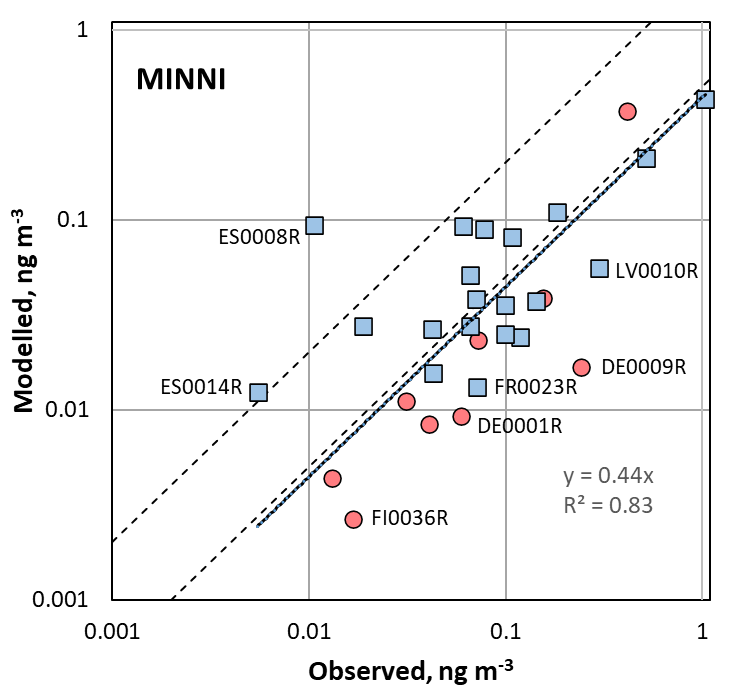 1
MINNI
0.1
ES0008R
LV0010R
ES0014R
DE0009R
FR0023R
0.01
DE0001R
y = 0.44x
R² = 0.83
FI0036R
0.001
0.001 0.01 0.1 1
Observed, ng m⁻³
Modelled, ng m⁻³